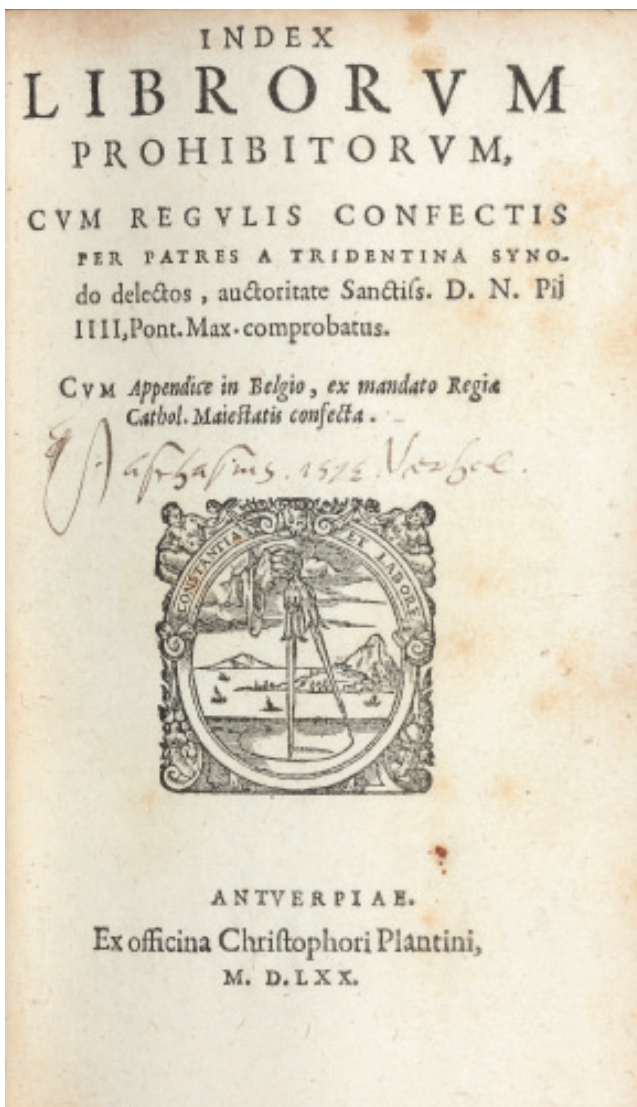 INDEX
LIBRORVM
PROHIBITORVM,
CVM REGVLIS CONFECTIS
PER PATRES A TRIDENTINA SYNO-
do delectos, auctoritate Sanctiſs. D. N. Pij
IIII, Pont. Max. comprobatus.
CVM Appendice in Belgio, ex mandato Regiæ
Cathol. Maieſtatis confecta.
Paſchaſius. 1572
CONSTANTIA ET LABORE
ANTVERPIAE.
Ex officina Chriſtophori Plantini,
M. D. LXX.